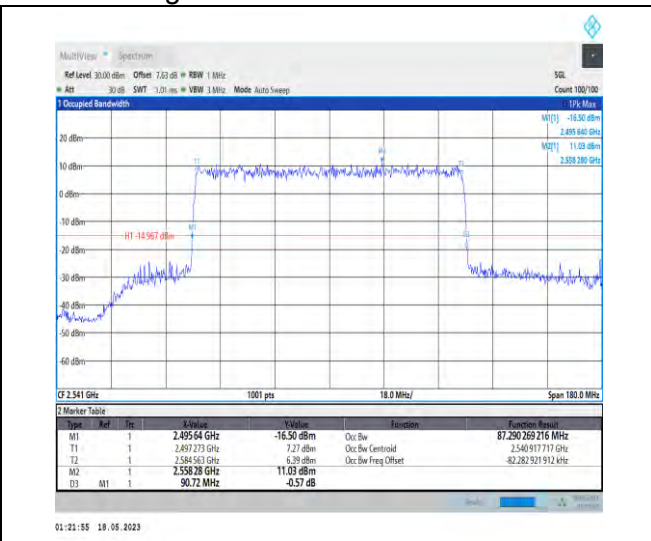 MultiView Spectrum
Ref Level 30.00 dBm Offset 7.63 dB RBW 1 MHz SGL
Att 30 dB SWT 1.01 ms VBW 3 MHz Mode Auto Sweep Count 100/100
1 Occupied Bandwidth 1Pk Max
M1[1] -16.50 dBm
2.495 640 GHz
M2[1] 11.03 dBm
2.558 280 GHz
20 dBm
10 dBm
0 dBm
-10 dBm
H1 -14.967 dBm
-20 dBm
-30 dBm
-40 dBm
-50 dBm
-60 dBm
T1
M2
M1
CF 2.541 GHz 1001 pts 18.0 MHz/ Span 180.0 MHz
2 Marker Table
Type Ref Trc X-Value Y-Value Function Function Result
M1 1 2.495 64 GHz -16.50 dBm Occ Bw 87.290 269 216 MHz
T1 1 2.497 273 GHz 7.27 dBm Occ Bw Centroid 2.540 917 717 GHz
T2 1 2.584 563 GHz 6.39 dBm Occ Bw Freq Offset -82.282 921 912 kHz
M2 1 2.558 28 GHz 11.03 dBm
D3 M1 1 90.72 MHz -0.57 dB
01:21:55 18.05.2023